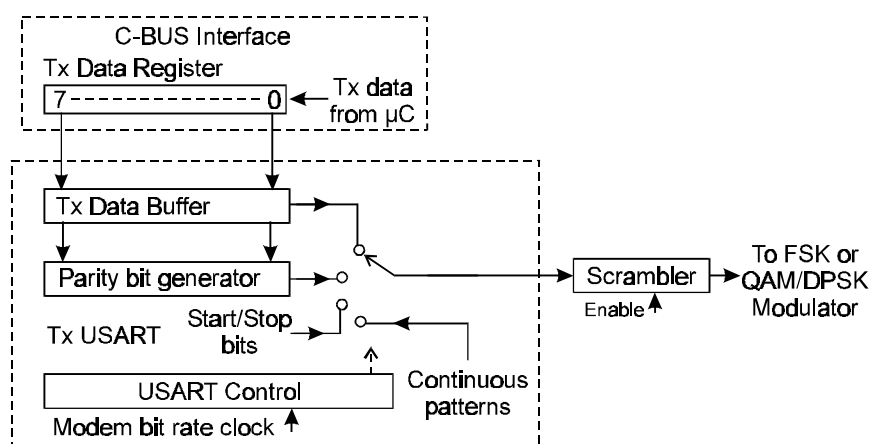 C-BUS Interface
Tx Data Register
7 0
Tx data
from µC
Tx Data Buffer
Parity bit generator
Start/Stop
bits
Tx USART
USART Control
Modem bit rate clock
Continuous
patterns
Scrambler
Enable
To FSK or
QAM/DPSK
Modulator